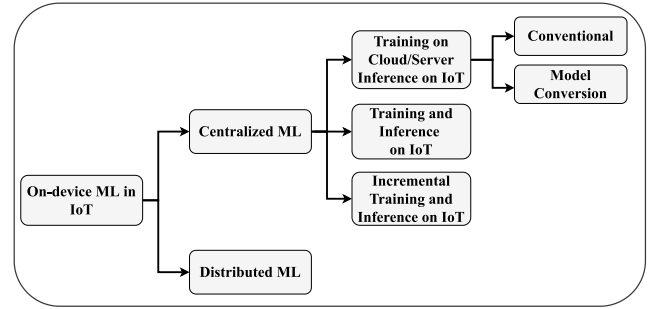 On-device ML in
IoT
Centralized ML
Distributed ML
Training on
Cloud/Server
Inference on IoT
Training and
Inference
on IoT
Incremental
Training and
Inference on IoT
Conventional
Model
Conversion